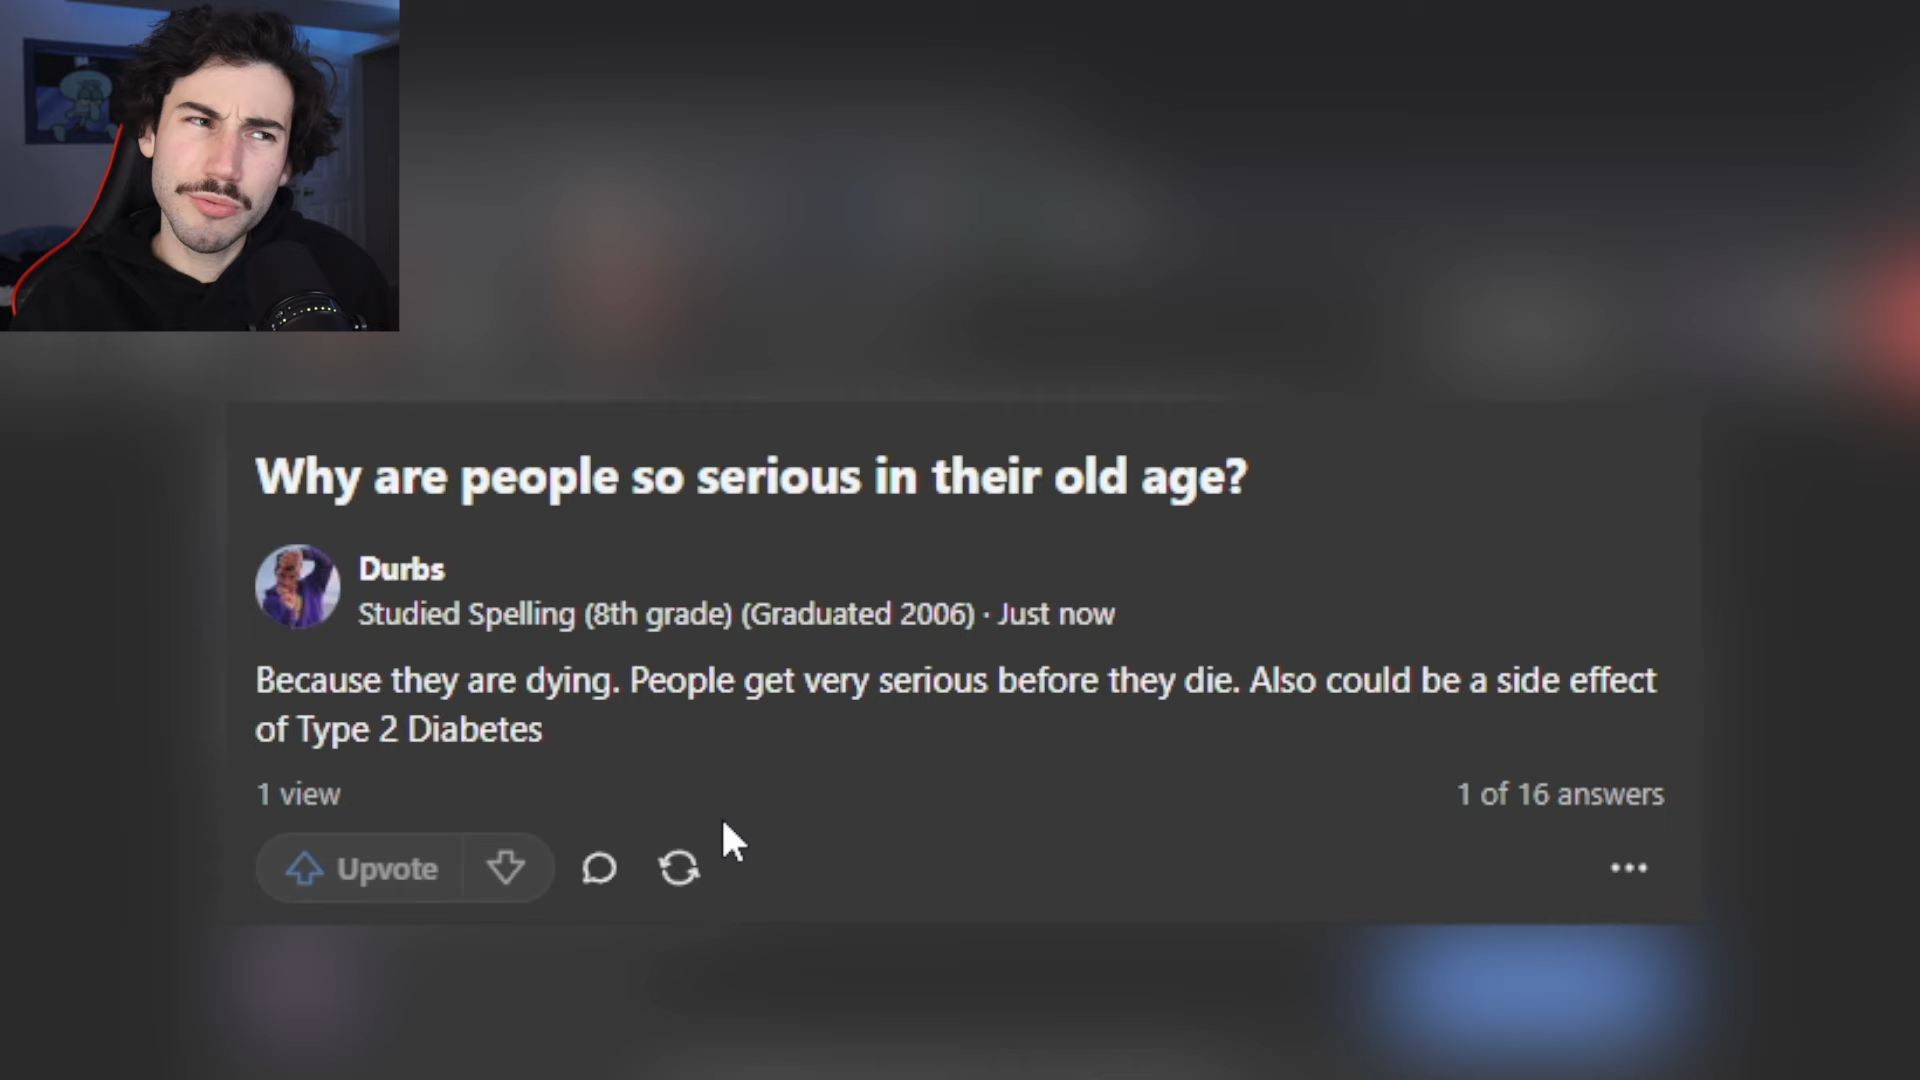 Why are people so serious in their old age?
Durbs
Studied Spelling (8th grade) (Graduated 2006) · Just now
Because they are dying. People get very serious before they die. Also could be a side effect
of Type 2 Diabetes
1 view
1 of 16 answers
Upvote